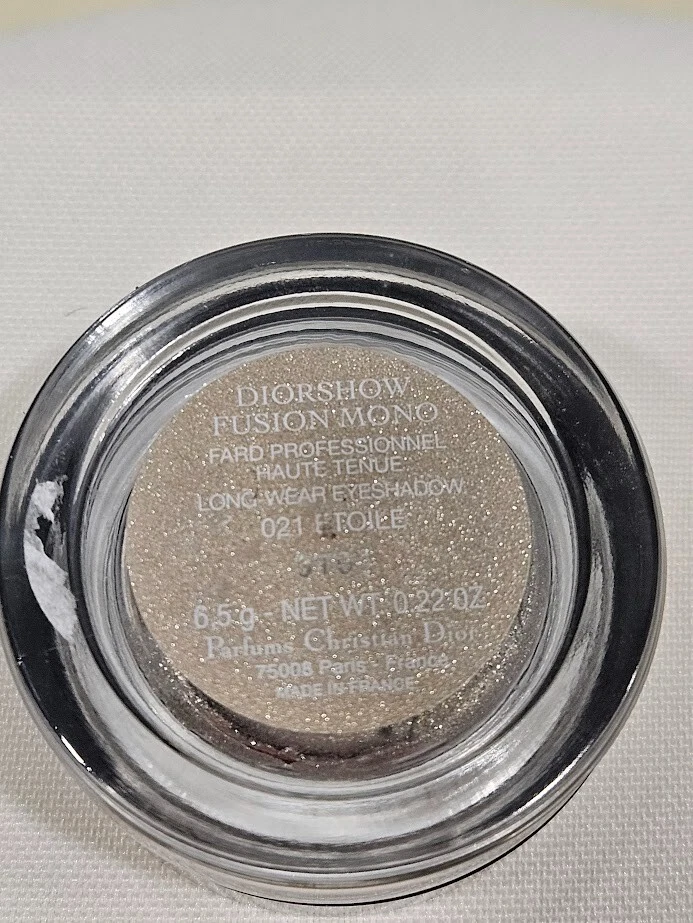 DIORSHOW
FUSION MONO
FARD PROFESSIONNEL
HAUTE TENUE
LONG WEAR EYESHADOW
021 ÉTOILE
6.5 g - NET WT. 0.22 OZ
Parfums Christian Dior
75008 Paris - France
MADE IN FRANCE